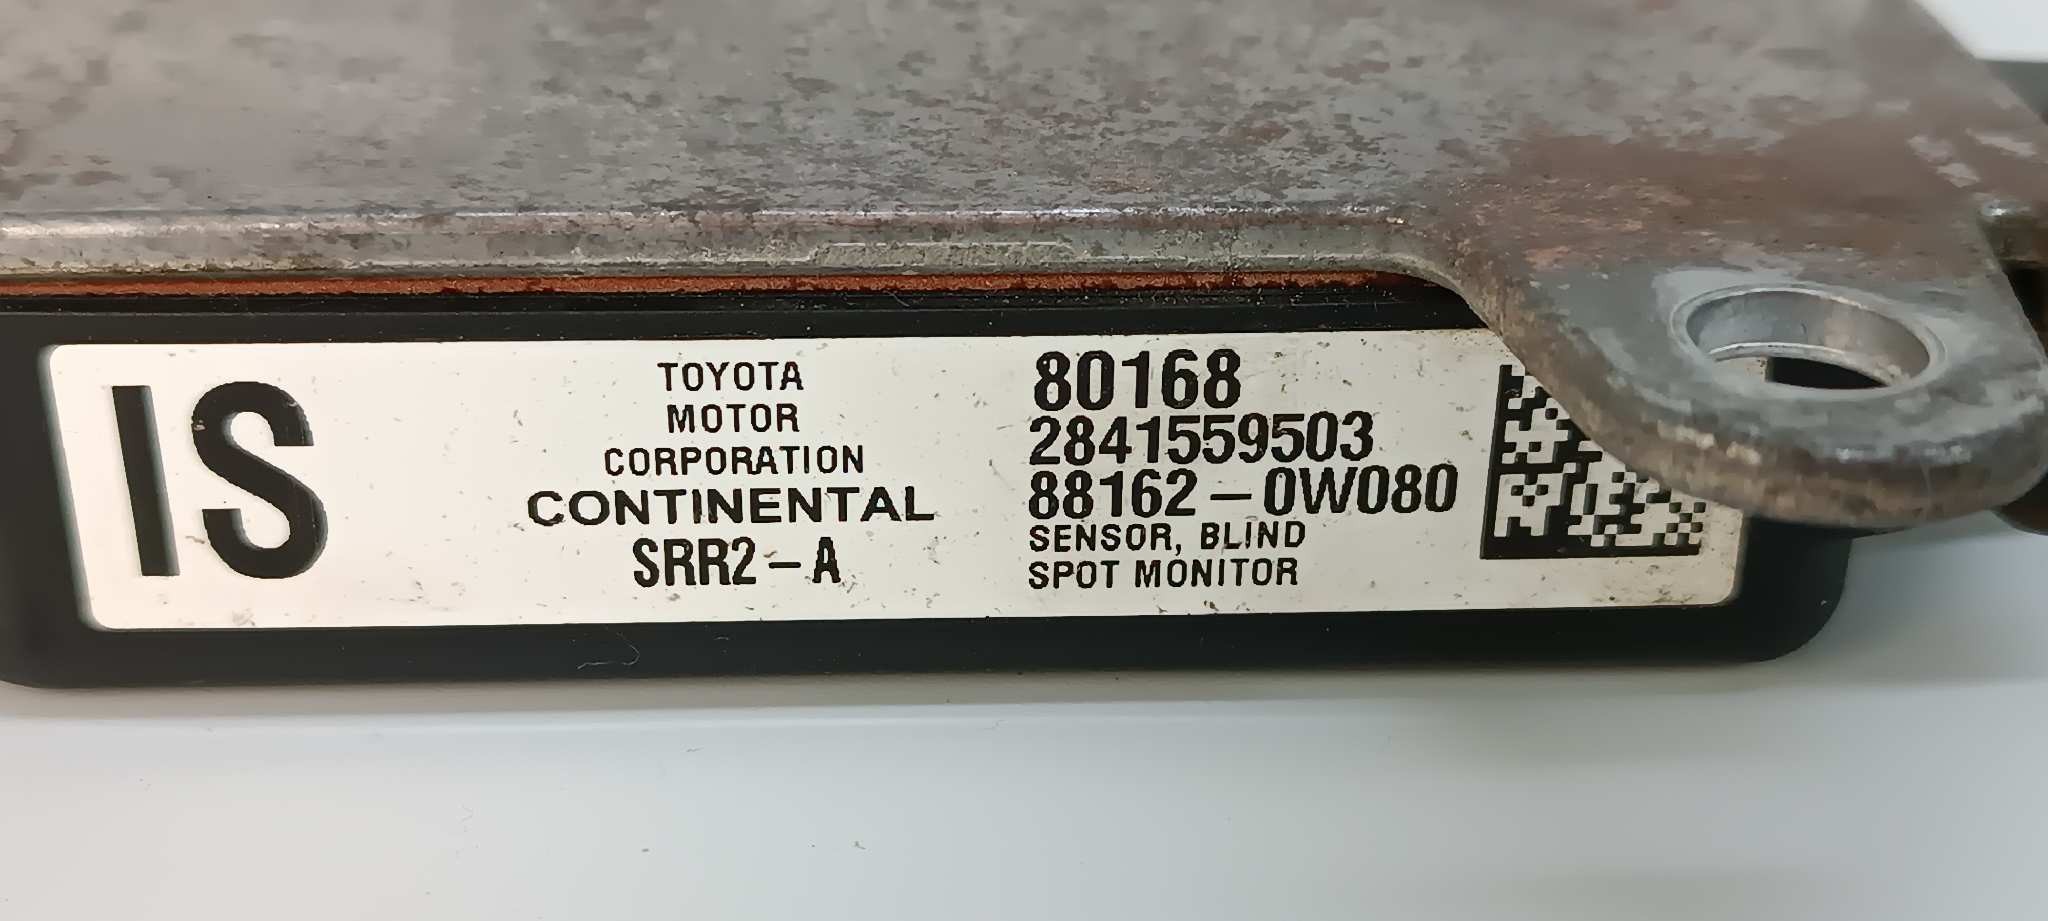 IS
TOYOTA
MOTOR
CORPORATION
CONTINENTAL
SRR2-A
80168
2841559503
88162-0W080
SENSOR, BLIND
SPOT MONITOR